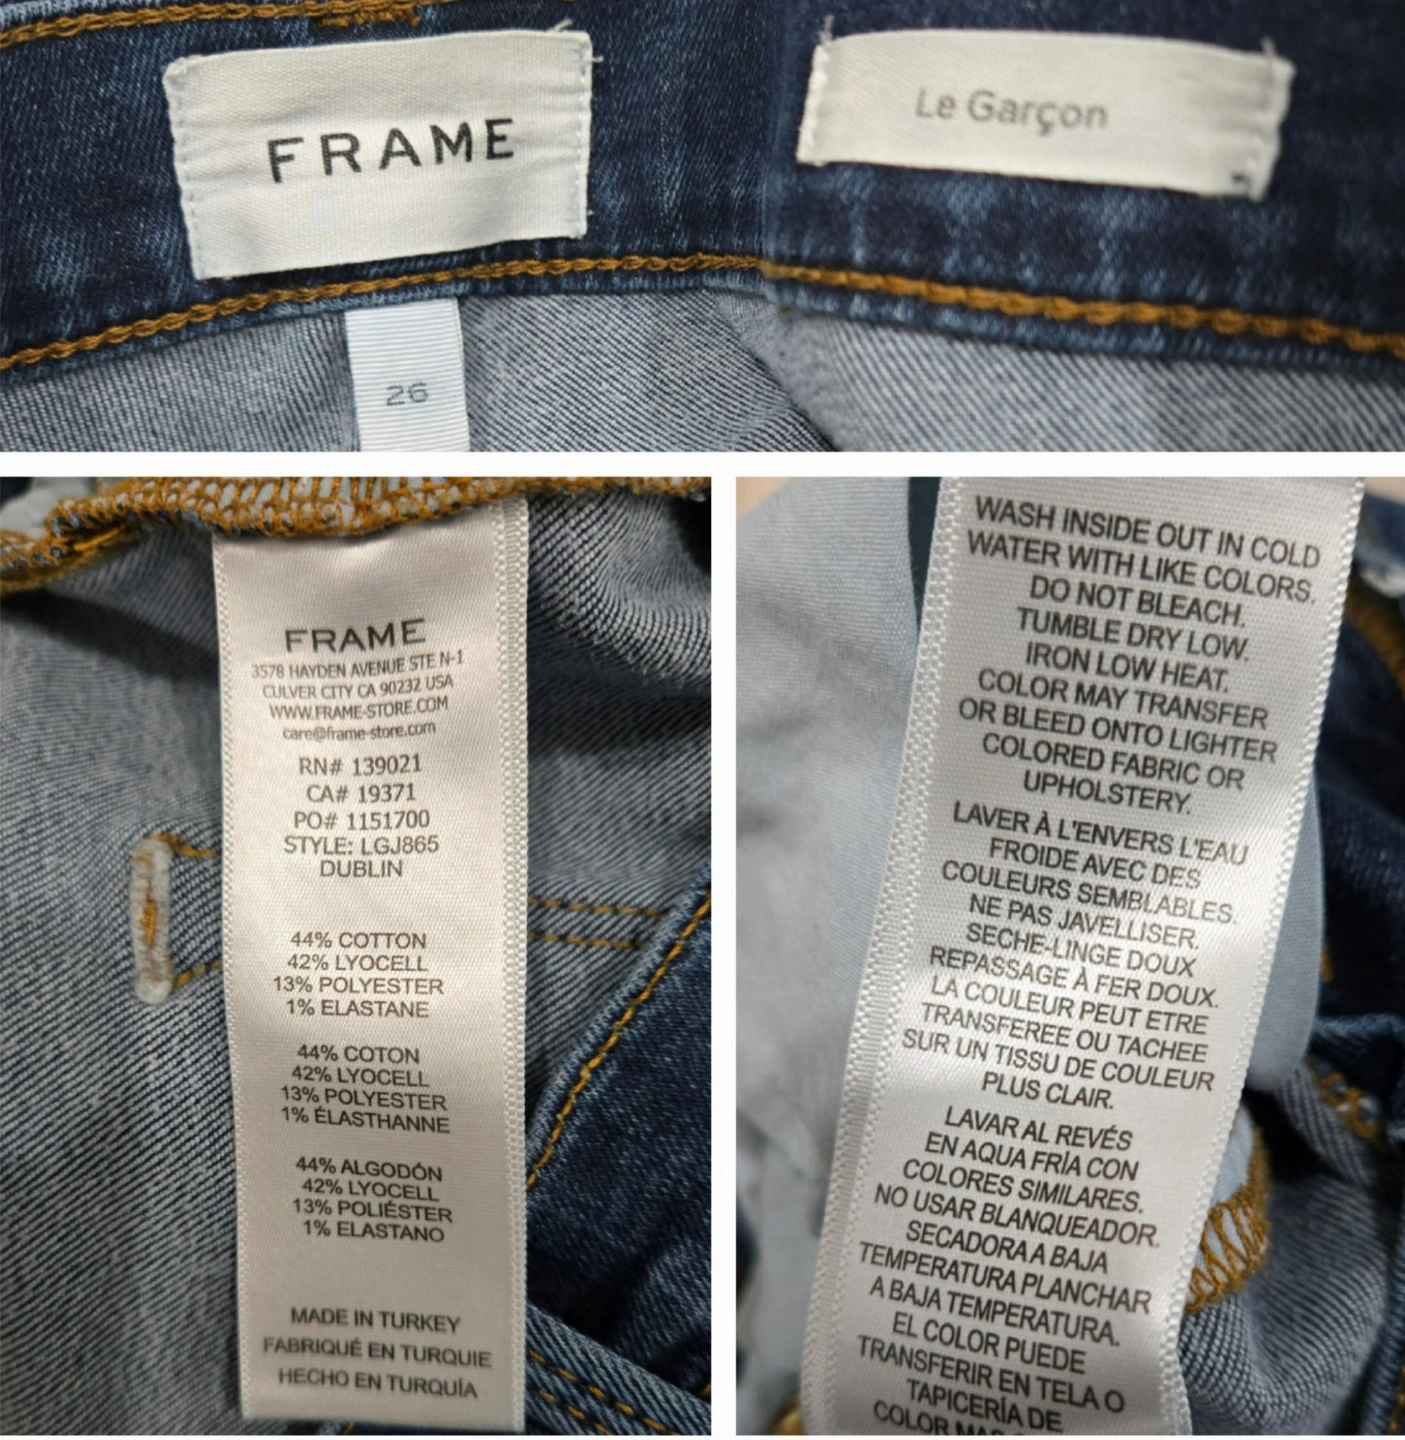 FRAME
Le Garçon
26
FRAME
3578 HAYDEN AVENUE STE N-1
CULVER CITY CA 90232 USA
WWW.FRAME-STORE.COM
care@frame-store.com
RN# 139021
CA# 19371
PO# 1151700
STYLE: LGJ865
DUBLIN
44% COTTON
42% LYOCELL
13% POLYESTER
1% ELASTANE
44% COTON
42% LYOCELL
13% POLYESTER
1% ÉLASTHANNE
44% ALGODÓN
42% LYOCELL
13% POLIÉSTER
1% ELASTANO
MADE IN TURKEY
FABRIQUÉ EN TURQUIE
HECHO EN TURQUÍA
WASH INSIDE OUT IN COLD
WATER WITH LIKE COLORS.
DO NOT BLEACH.
TUMBLE DRY LOW.
IRON LOW HEAT.
COLOR MAY TRANSFER
OR BLEED ONTO LIGHTER
COLORED FABRIC OR
UPHOLSTERY.
LAVER À L'ENVERS L'EAU
FROIDE AVEC DES
COULEURS SEMBLABLES.
NE PAS JAVELLISER.
SECHE-LINGE DOUX
REPASSAGE À FER DOUX.
LA COULEUR PEUT ETRE
TRANSFEREE OU TACHEE
SUR UN TISSU DE COULEUR
PLUS CLAIR.
LAVAR AL REVÉS
EN AQUA FRÍA CON
COLORES SIMILARES.
NO USAR BLANQUEADOR.
SECADORA A BAJA
TEMPERATURA PLANCHAR
A BAJA TEMPERATURA.
EL COLOR PUEDE
TRANSFERIR EN TELA O
TAPICERÍA DE
COLOR